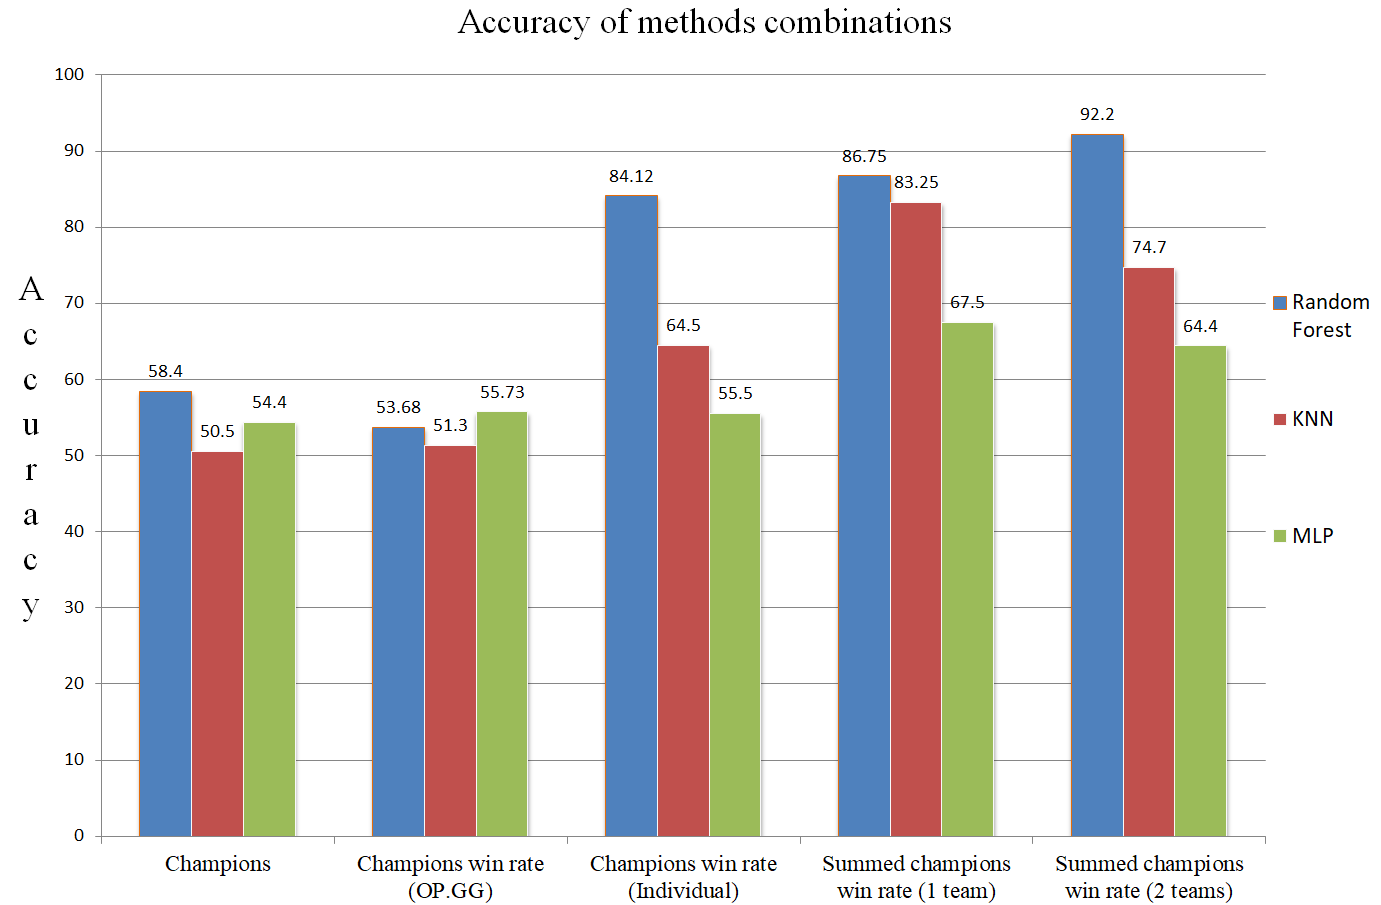 Accuracy of methods combinations
Accuracy
100
90
80
70
60
50
40
30
20
10
0
58.4
50.5
54.4
53.68
51.3
55.73
84.12
64.5
55.5
86.75
83.25
67.5
92.2
74.7
64.4
Champions
Champions win rate
(OP.GG)
Champions win rate
(Individual)
Summed champions
win rate (1 team)
Summed champions
win rate (2 teams)
Random
Forest
KNN
MLP